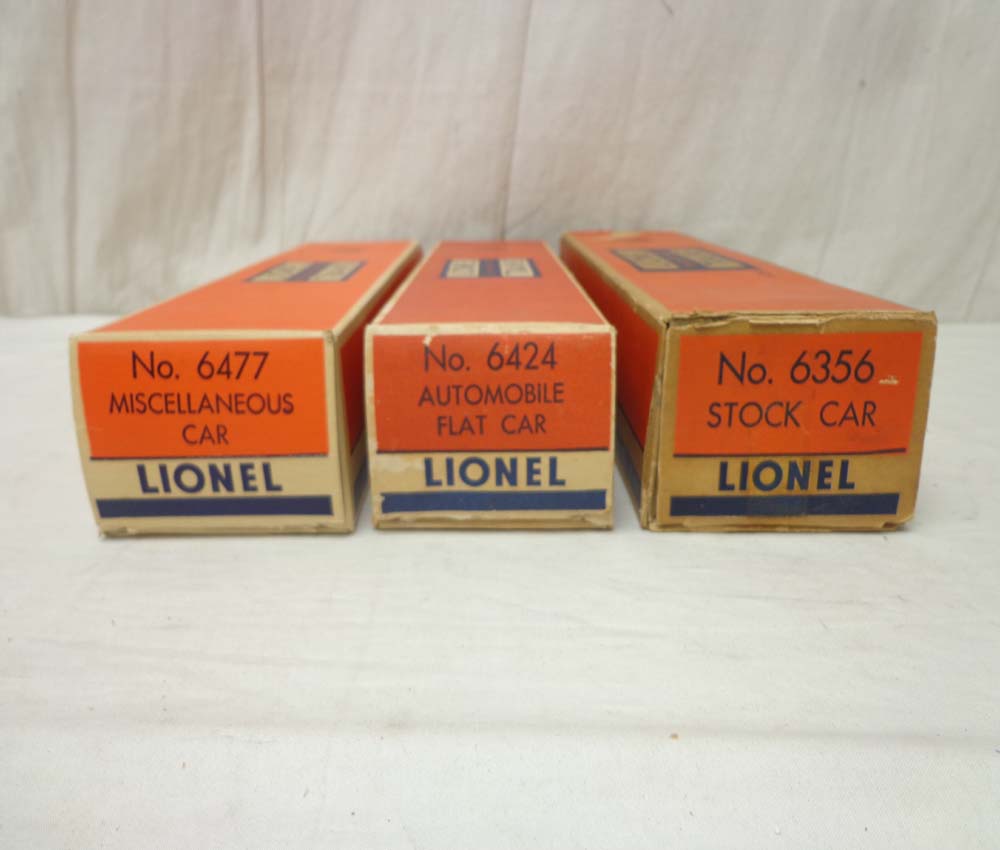 No. 6477
MISCELLANEOUS
CAR
LIONEL
No. 6424
AUTOMOBILE
FLAT CAR
LIONEL
No. 6356
STOCK CAR
LIONEL